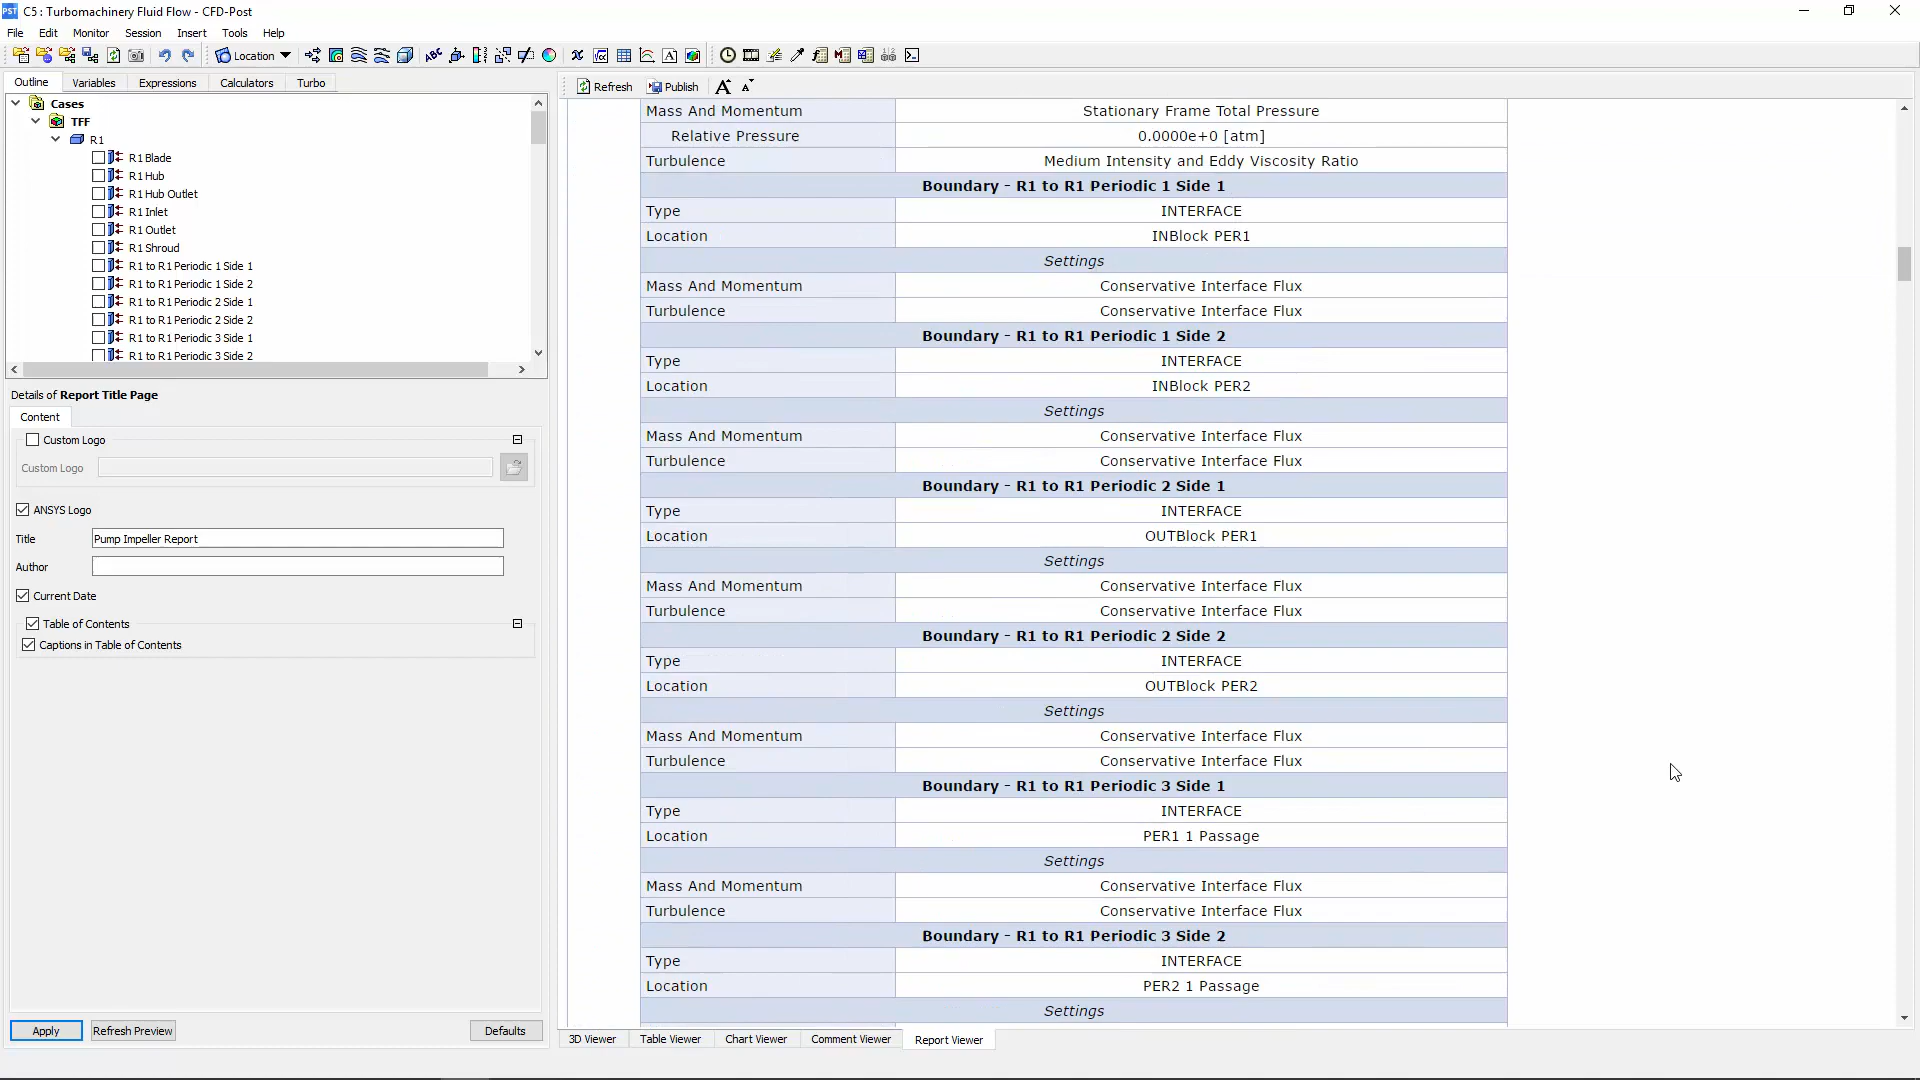 PST C5 : Turbomachinery Fluid Flow - CFD-Post
File Edit Monitor Session Insert Tools Help
Location
Outline Variables Expressions Calculators Turbo
Refresh Publish
Cases
TFF
R1
R1 Blade
R1 Hub
R1 Hub Outlet
R1 Inlet
R1 Outlet
R1 Shroud
R1 to R1 Periodic 1 Side 1
R1 to R1 Periodic 1 Side 2
R1 to R1 Periodic 2 Side 1
R1 to R1 Periodic 2 Side 2
R1 to R1 Periodic 3 Side 1
R1 to R1 Periodic 3 Side 2
Details of Report Title Page
Content
Custom Logo
Custom Logo
ANSYS Logo
Title Pump Impeller Report
Author
Current Date
Table of Contents
Captions in Table of Contents
Apply Refresh Preview Defaults
Mass And Momentum Stationary Frame Total Pressure
Relative Pressure 0.0000e+0 [atm]
Turbulence Medium Intensity and Eddy Viscosity Ratio
Boundary - R1 to R1 Periodic 1 Side 1
Type INTERFACE
Location INBlock PER1
Settings
Mass And Momentum Conservative Interface Flux
Turbulence Conservative Interface Flux
Boundary - R1 to R1 Periodic 1 Side 2
Type INTERFACE
Location INBlock PER2
Settings
Mass And Momentum Conservative Interface Flux
Turbulence Conservative Interface Flux
Boundary - R1 to R1 Periodic 2 Side 1
Type INTERFACE
Location OUTBlock PER1
Settings
Mass And Momentum Conservative Interface Flux
Turbulence Conservative Interface Flux
Boundary - R1 to R1 Periodic 2 Side 2
Type INTERFACE
Location OUTBlock PER2
Settings
Mass And Momentum Conservative Interface Flux
Turbulence Conservative Interface Flux
Boundary - R1 to R1 Periodic 3 Side 1
Type INTERFACE
Location PER1 1 Passage
Settings
Mass And Momentum Conservative Interface Flux
Turbulence Conservative Interface Flux
Boundary - R1 to R1 Periodic 3 Side 2
Type INTERFACE
Location PER2 1 Passage
Settings
3D Viewer Table Viewer Chart Viewer Comment Viewer Report Viewer